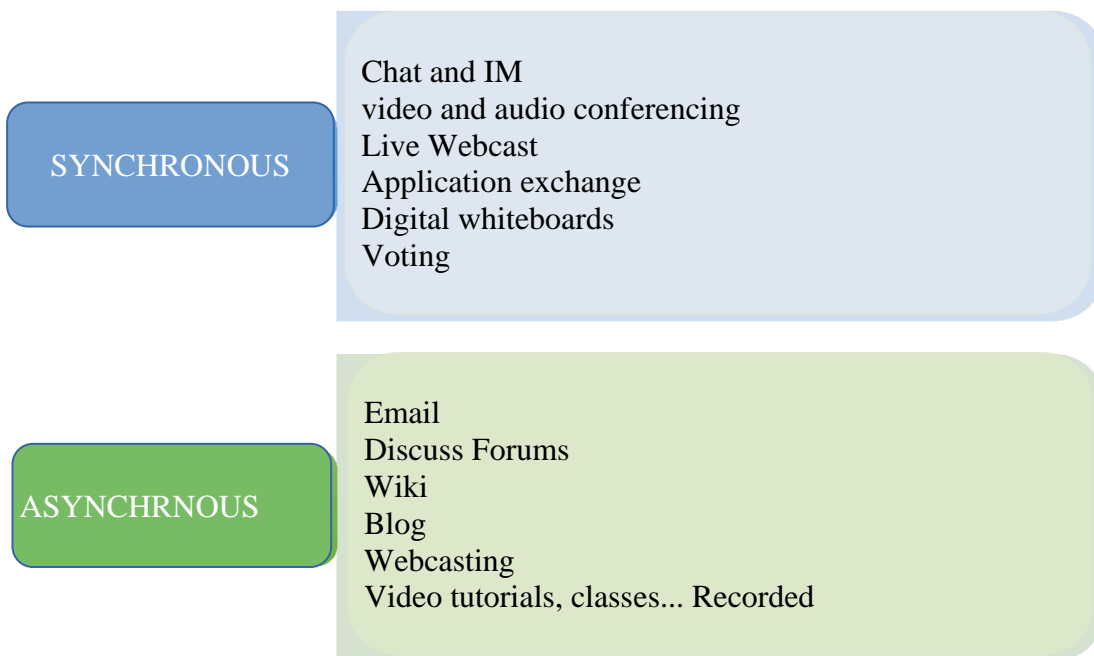 SYNCHRONOUS
Chat and IM
video and audio conferencing
Live Webcast
Application exchange
Digital whiteboards
Voting
ASYNCHRNOUS
Email
Discuss Forums
Wiki
Blog
Webcasting
Video tutorials, classes... Recorded